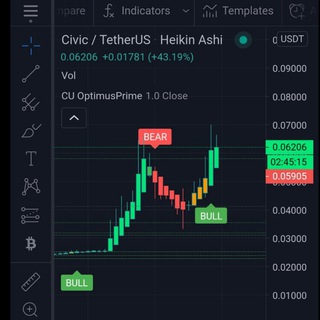 mpare Indicators Templates A
Civic / TetherUS · Heikin Ashi USDT
0.06206 +0.01781 (+43.19%)
Vol
CU OptimusPrime 1.0 Close
0.09000
0.08000
0.07000
BEAR
0.06206
02:45:15
0.05905
BULL
0.04000
0.03000
BULL
0.02000
0.01000